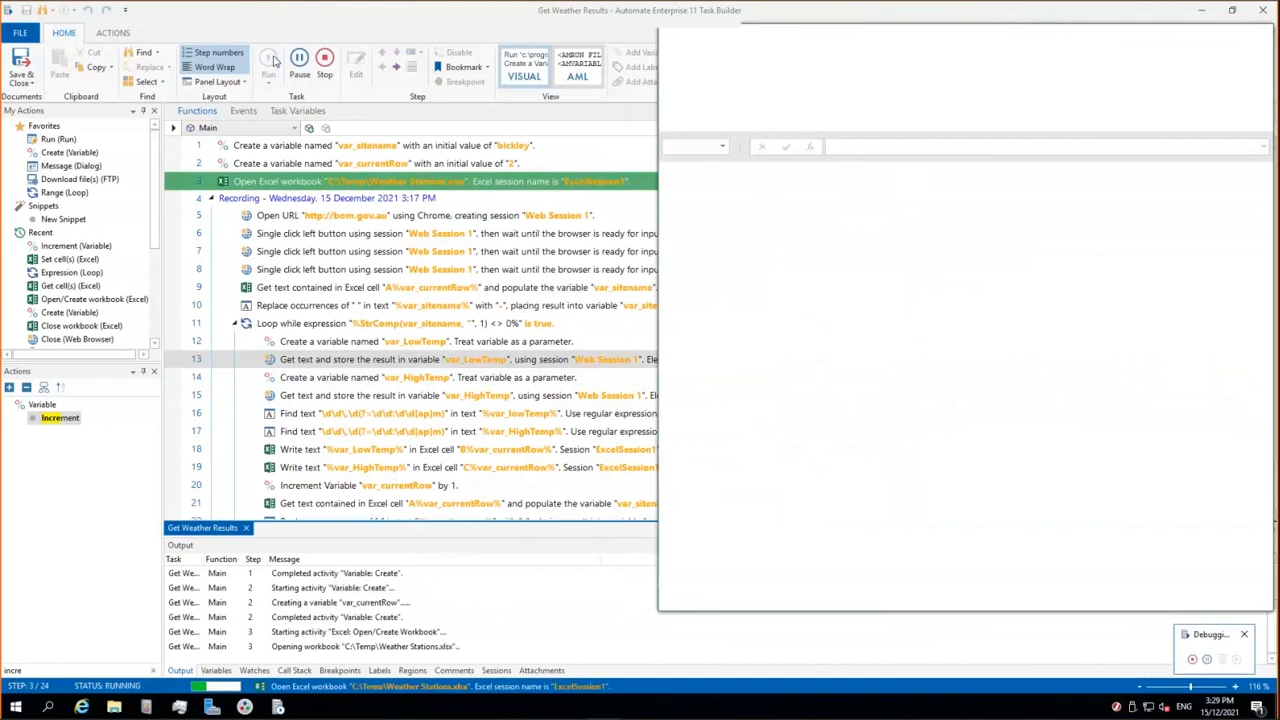 Get Weather Results - Automate Enterprise 11 Task Builder
FILE HOME ACTIONS
Save & Close
Paste
Cut
Copy
Find
Replace
Select
Step numbers
Word Wrap
Panel Layout
Run
Pause
Stop
Edit
Disable
Bookmark
Breakpoint
VISUAL
AML
Add Vari
Add Lab
Add Atta
Documents Clipboard Find Layout Task Step View
My Actions
Favorites
Run (Run)
Create (Variable)
Message (Dialog)
Download file(s) (FTP)
Range (Loop)
Snippets
New Snippet
Recent
Increment (Variable)
Set cell(s) (Excel)
Expression (Loop)
Get cell(s) (Excel)
Open/Create workbook (Excel)
Create (Variable)
Close workbook (Excel)
Close (Web Browser)
Actions
Variable
Increment
incre
Functions Events Task Variables
Main
1 Create a variable named "var_sitename" with an initial value of "bickley".
2 Create a variable named "var_currentRow" with an initial value of "2".
3 Open Excel workbook "C:\Temp\Weather Stations.xlsx". Excel session name is "ExcelSession1".
4 Recording - Wednesday, 15 December 2021 3:17 PM
5 Open URL "http://bom.gov.au" using Chrome, creating session "Web Session 1".
6 Single click left button using session "Web Session 1", then wait until the browser is ready for inpu
7 Single click left button using session "Web Session 1", then wait until the browser is ready for inpu
8 Single click left button using session "Web Session 1", then wait until the browser is ready for inpu
9 Get text contained in Excel cell "A%var_currentRow%" and populate the variable "var_sitename"
10 Replace occurrences of " " in text "%var_sitename%" with "-", placing result into variable "var_site
11 Loop while expression "%StrComp(var_sitename, "", 1) <> 0%" is true.
12 Create a variable named "var_LowTemp". Treat variable as a parameter.
13 Get text and store the result in variable "var_LowTemp", using session "Web Session 1". Ele
14 Create a variable named "var_HighTemp". Treat variable as a parameter.
15 Get text and store the result in variable "var_HighTemp", using session "Web Session 1". Ele
16 Find text "\d\d\.\d(?=\d\d:\d\d[ap]m)" in text "%var_lowTemp%". Use regular expression
17 Find text "\d\d\.\d(?=\d\d:\d\d[ap]m)" in text "%var_HighTemp%". Use regular expressio
18 Write text "%var_LowTemp%" in Excel cell "B%var_currentRow%". Session "ExcelSession1
19 Write text "%var_HighTemp%" in Excel cell "C%var_currentRow%". Session "ExcelSession
20 Increment Variable "var_currentRow" by 1.
21 Get text contained in Excel cell "A%var_currentRow%" and populate the variable "var_sit
Get Weather Results
Output
Task Function Step Message
Get We... Main 1 Completed activity "Variable: Create".
Get We... Main 2 Starting activity "Variable: Create"...
Get We... Main 2 Creating a variable "var_currentRow".....
Get We... Main 2 Completed activity "Variable: Create".
Get We... Main 3 Starting activity "Excel: Open/Create Workbook"...
Get We... Main 3 Opening workbook "C:\Temp\Weather Stations.xlsx"..
Output Variables Watches Call Stack Breakpoints Labels Regions Comments Sessions Attachments
Debuggi...
STEP: 3 / 24 STATUS: RUNNING Open Excel workbook "C:\Temp\Weather Stations.xlsx". Excel session name is "ExcelSession1". 116 %
ENG
3:29 PM
15/12/2021